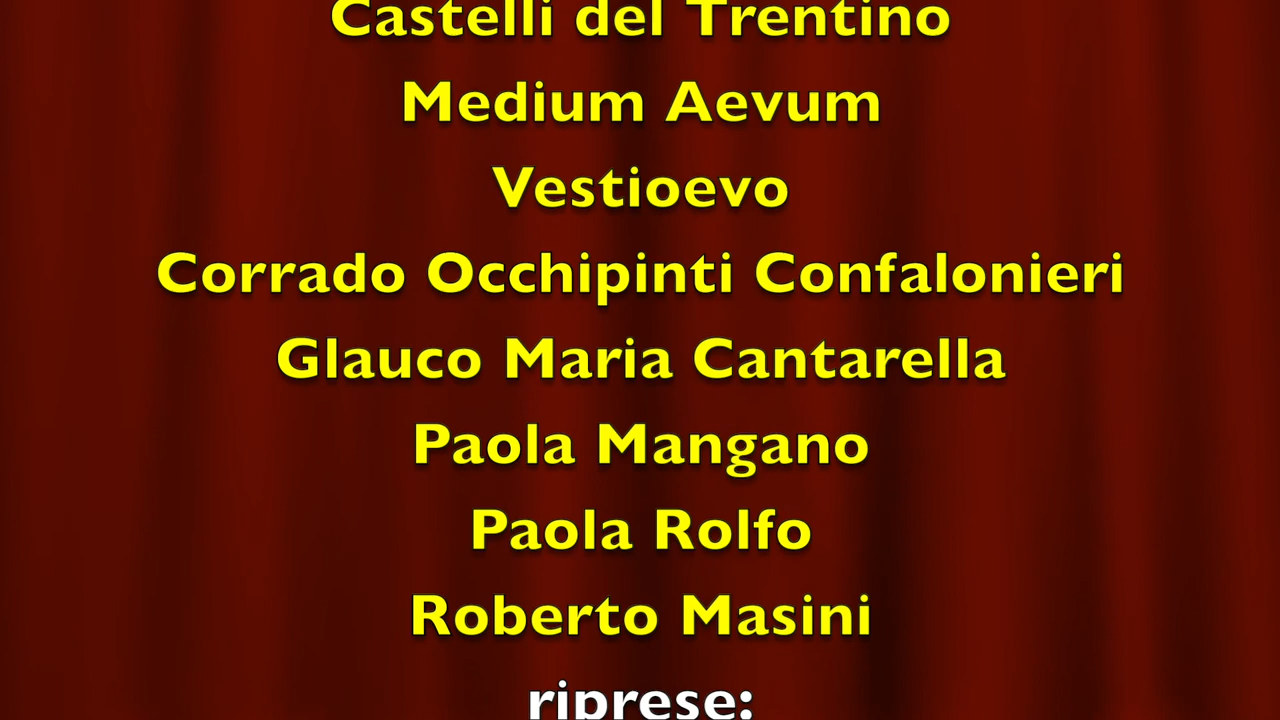 Castelli del Trentino
Medium Aevum
Vestioevo
Corrado Occhipinti Confalonieri
Glauco Maria Cantarella
Paola Mangano
Paola Rolfo
Roberto Masini
riprese: